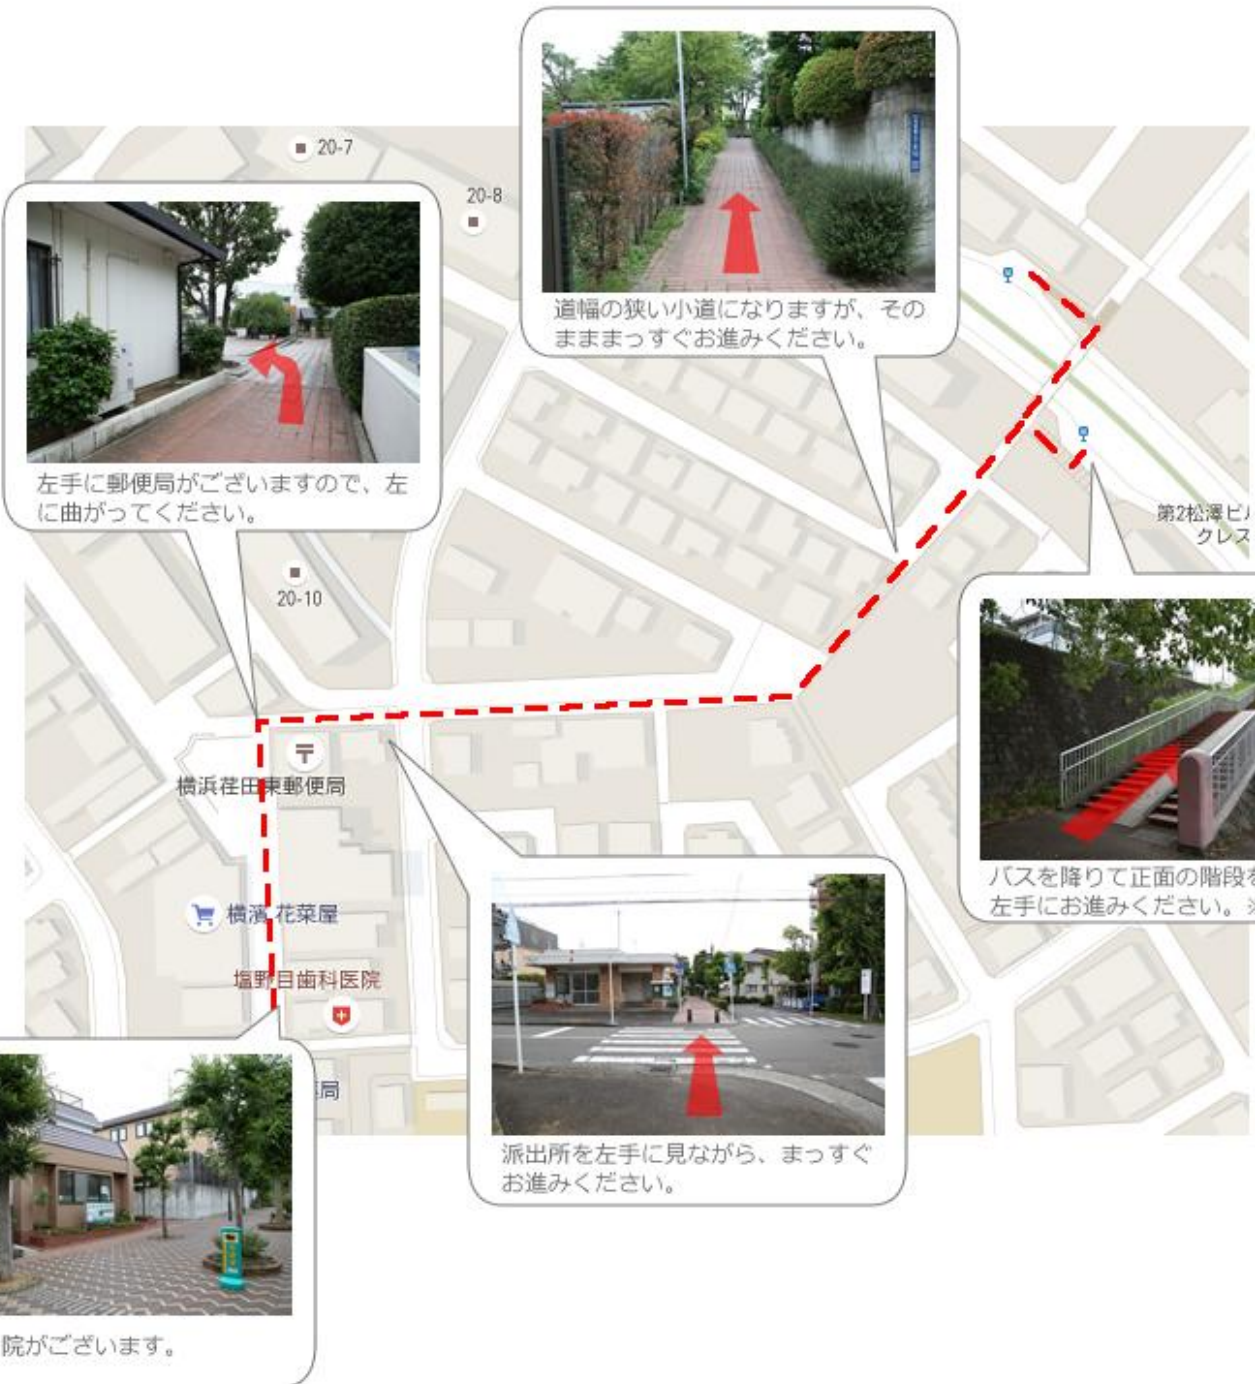 20-7
20-8
道幅の狭い小道になりますが、その
まままっすぐお進みください。
左手に郵便局がございますので、左
に曲がってください。
第2松澤ビル
クレス
20-10
横浜荏田東郵便局
バスを降りて正面の階段を
左手にお進みください。※
横濱 花菜屋
塩野目歯科医院
局
派出所を左手に見ながら、まっすぐ
お進みください。
院がございます。